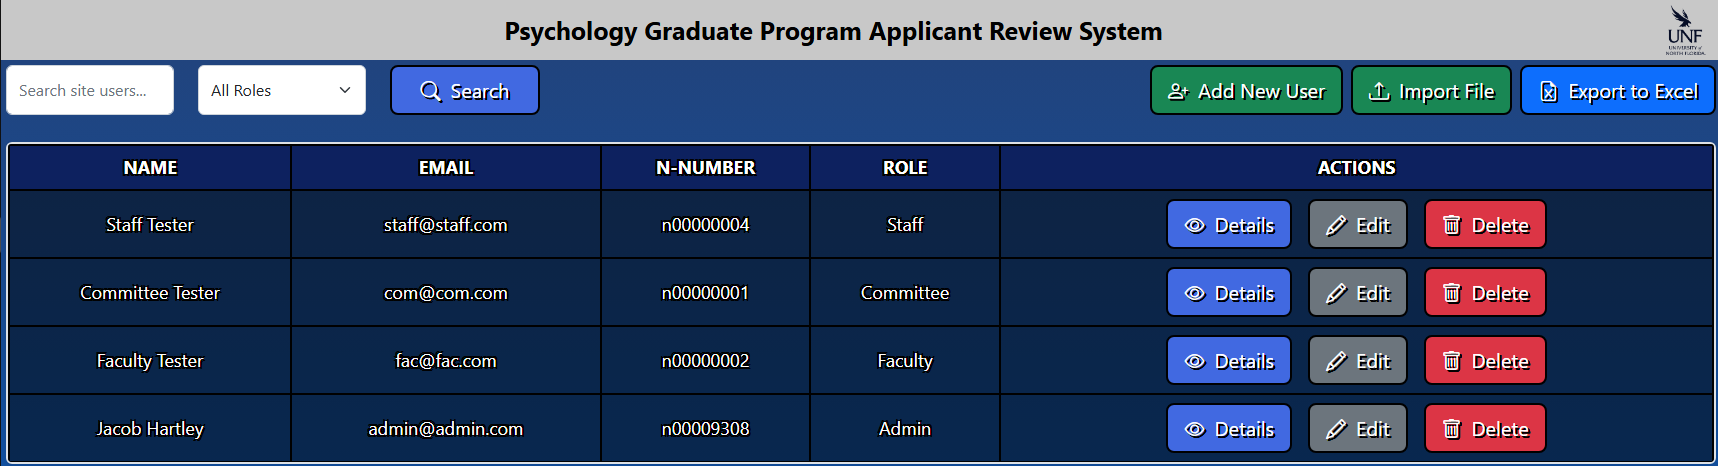 Psychology Graduate Program Applicant Review System
UNF
UNIVERSITY of
NORTH FLORIDA.
Search site users... All Roles Search Add New User Import File Export to Excel
NAME EMAIL N-NUMBER ROLE ACTIONS
Staff Tester staff@staff.com n00000004 Staff Details Edit Delete
Committee Tester com@com.com n00000001 Committee Details Edit Delete
Faculty Tester fac@fac.com n00000002 Faculty Details Edit Delete
Jacob Hartley admin@admin.com n00009308 Admin Details Edit Delete